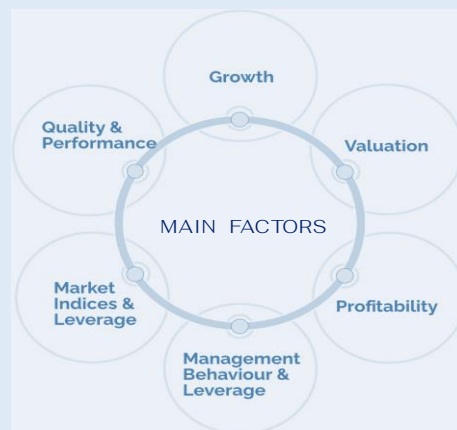 Growth
Quality &
Performance
Valuation
MAIN FACTORS
Market
Indices &
Leverage
Profitability
Management
Behaviour &
Leverage